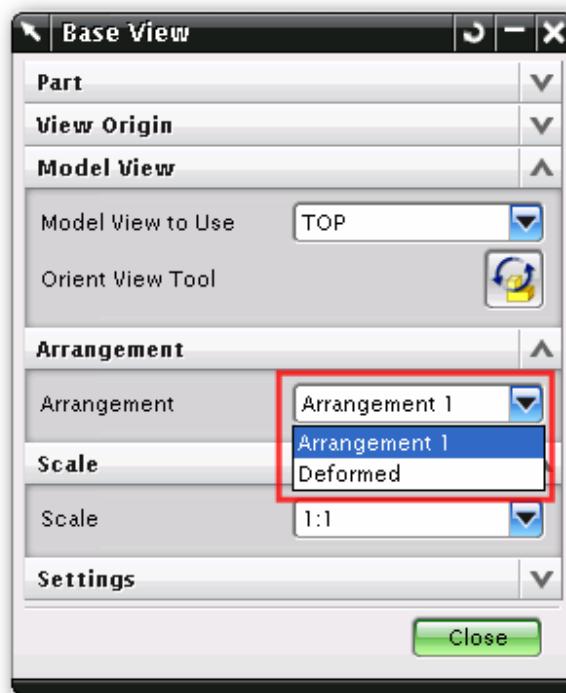 Base View
Part
View Origin
Model View
Model View to Use TOP
Orient View Tool
Arrangement
Arrangement Arrangement 1
Arrangement 1
Deformed
Scale
Scale 1:1
Settings
Close